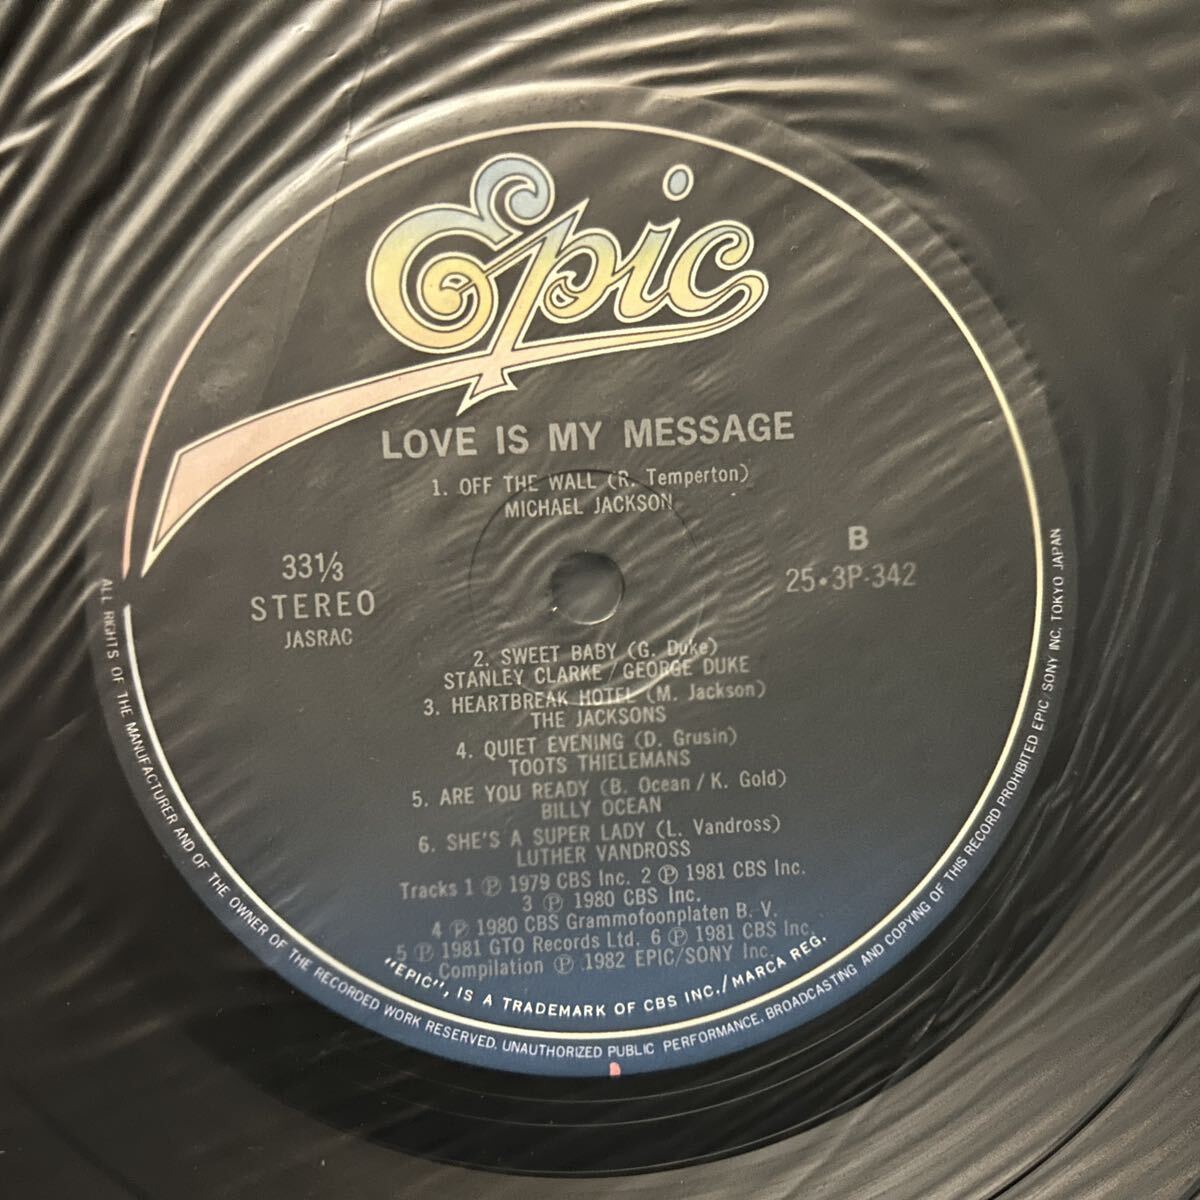 Epic
LOVE IS MY MESSAGE
1. OFF THE WALL (R. Temperton)
MICHAEL JACKSON
33⅓
STEREO
JASRAC
B
25・3P-342
2. SWEET BABY (G. Duke)
STANLEY CLARKE / GEORGE DUKE
3. HEARTBREAK HOTEL (M. Jackson)
THE JACKSONS
4. QUIET EVENING (D. Grusin)
TOOTS THIELEMANS
5. ARE YOU READY (B. Ocean / K. Gold)
BILLY OCEAN
6. SHE'S A SUPER LADY (L. Vandross)
LUTHER VANDROSS
Tracks 1 Ⓟ 1979 CBS Inc. 2 Ⓟ 1981 CBS Inc.
3 Ⓟ 1980 CBS Inc.
4 Ⓟ 1980 CBS Grammofoonplaten B. V.
5 Ⓟ 1981 GTO Records Ltd. 6 Ⓟ 1981 CBS Inc.
Compilation Ⓟ 1982 EPIC/SONY Inc.
"EPIC", IS A TRADEMARK OF CBS INC./MARCA REG.
ALL RIGHTS OF THE MANUFACTURER AND OF THE OWNER OF THE RECORDED WORK RESERVED. UNAUTHORIZED PUBLIC PERFORMANCE, BROADCASTING AND COPYING OF THIS RECORD PROHIBITED EPIC/SONY INC. TOKYO JAPAN